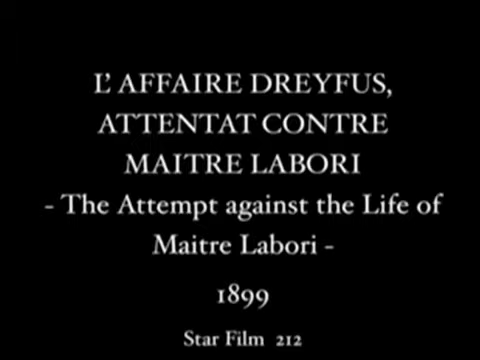 L' AFFAIRE DREYFUS,
ATTENTAT CONTRE
MAITRE LABORI
- The Attempt against the Life of
Maitre Labori -
1899
Star Film 212